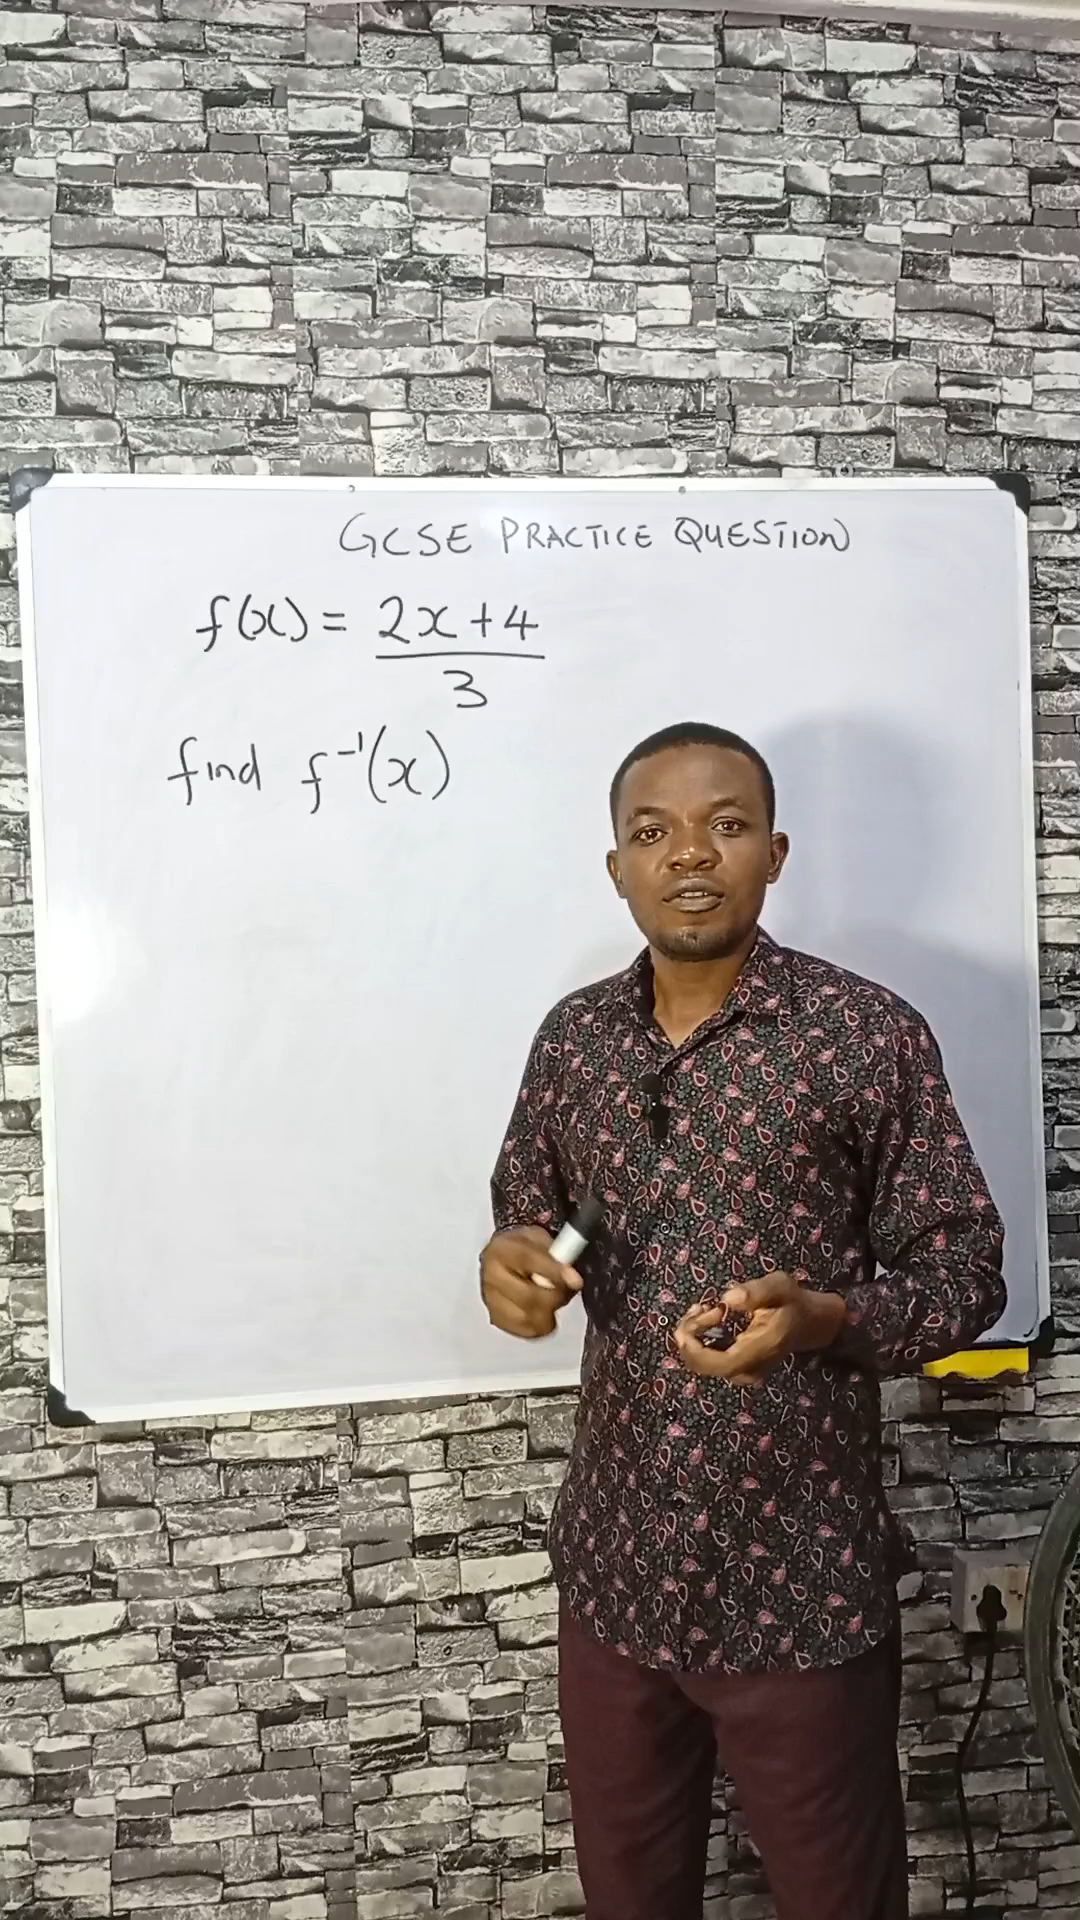 GCSE PRACTICE QUESTION
f(x) = (2x+4)/3
find f⁻¹(x)